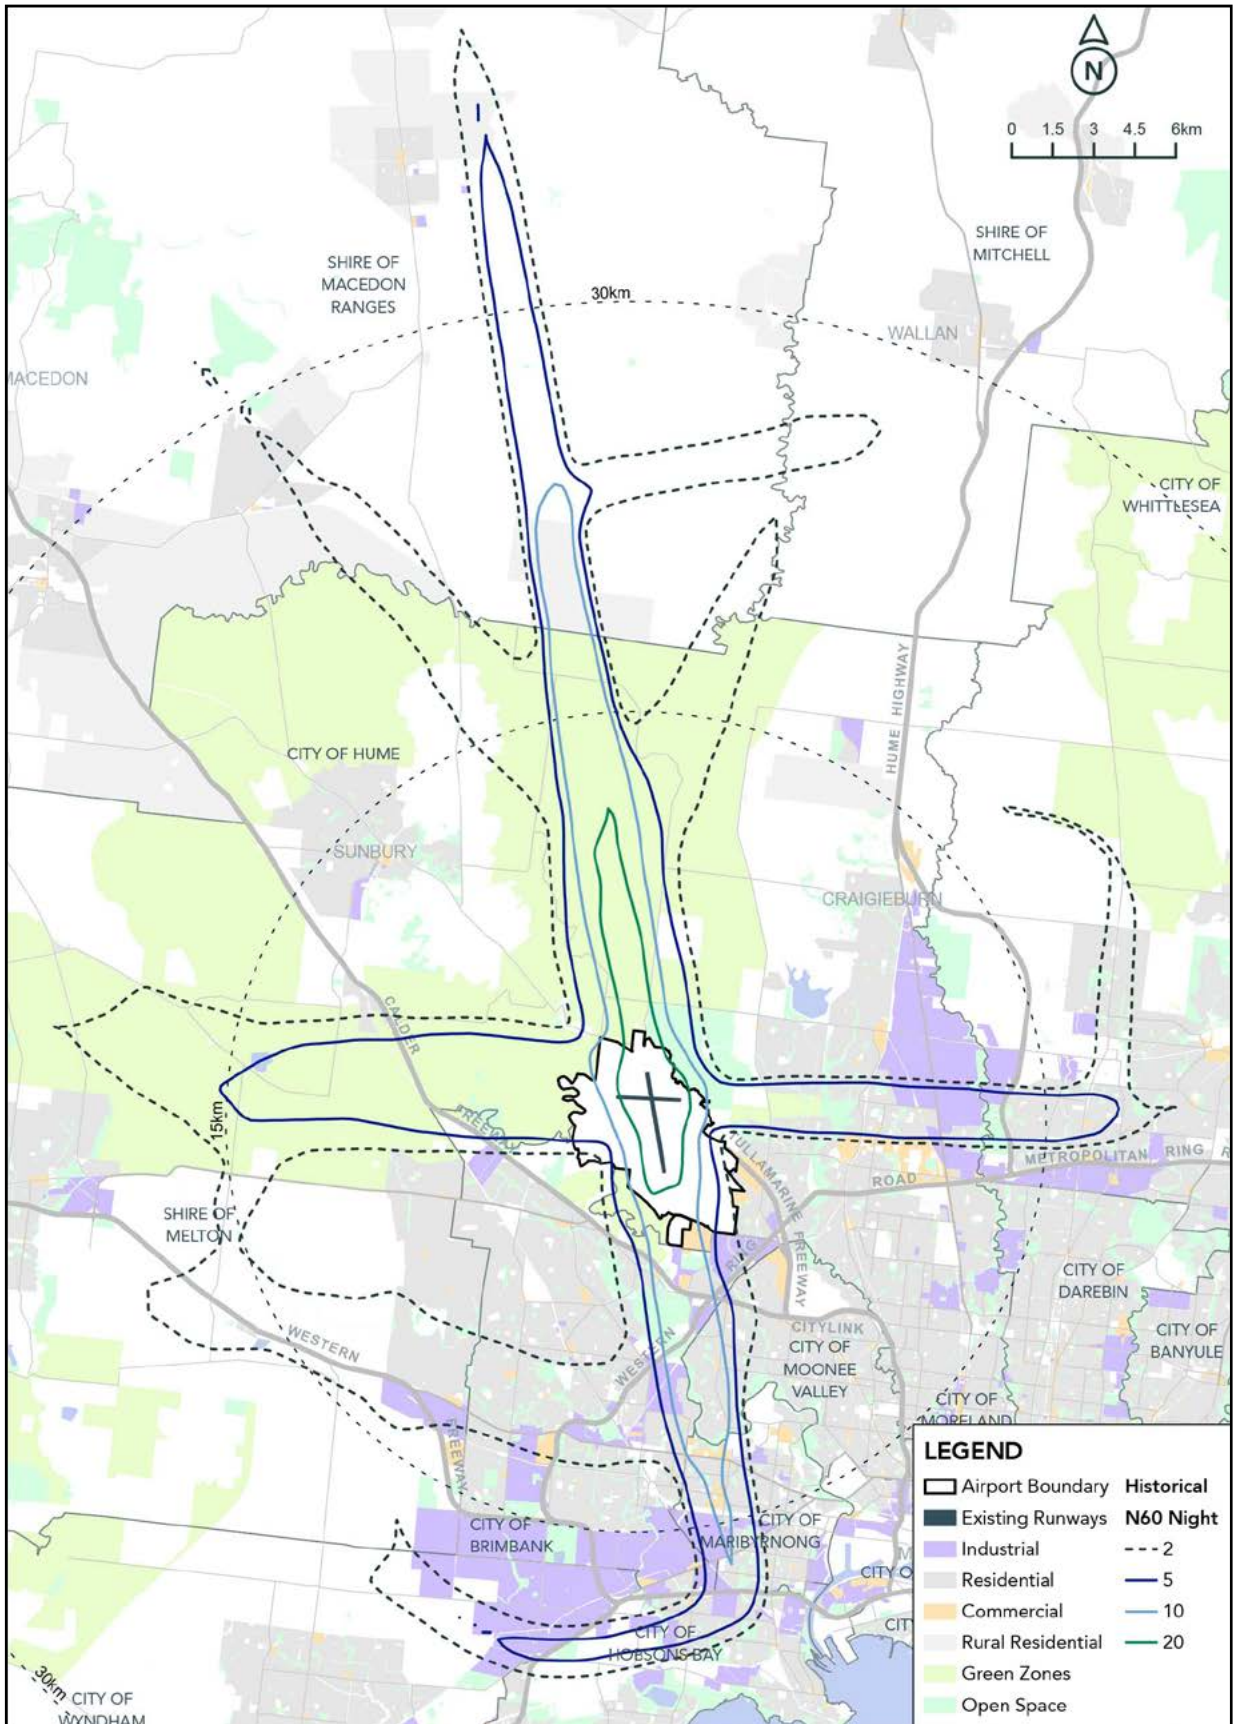 N
0 1.5 3 4.5 6km
SHIRE OF
MITCHELL
SHIRE OF
MACEDON
RANGES
30km
WALLAN
MACEDON
CITY OF
WHITTLESEA
HUME HIGHWAY
CITY OF HUME
SUNBURY
CRAIGIEBURN
CALDER
FREEWAY
15km
TULLAMARINE FREEWAY
METROPOLITAN RING R
ROAD
SHIRE OF
MELTON
RING
CITY OF
DAREBIN
WESTERN
FREEWAY
WESTERN
CITYLINK
CITY OF
MOONEE
VALLEY
CITY OF
BANYULE
CITY OF
MORELAND
CITY OF
BRIMBANK
CITY OF
MARIBYRNONG
M
CITY O
CIT
CITY OF
HOBSONS BAY
30km
CITY OF
WYNDHAM
LEGEND
Airport Boundary Historical
Existing Runways N60 Night
Industrial 2
Residential 5
Commercial 10
Rural Residential 20
Green Zones
Open Space